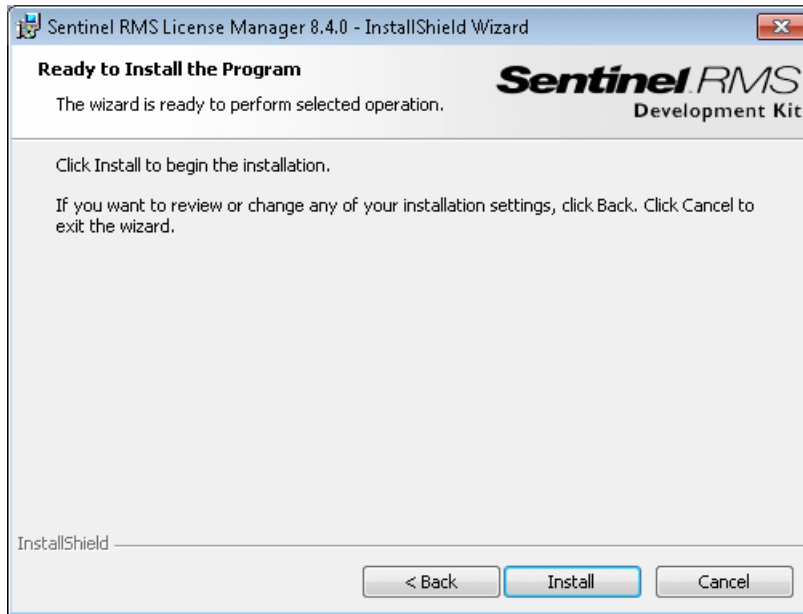 Sentinel RMS License Manager 8.4.0 - InstallShield Wizard
Ready to Install the Program
The wizard is ready to perform selected operation.
Sentinel RMS
Development Kit
Click Install to begin the installation.
If you want to review or change any of your installation settings, click Back. Click Cancel to
exit the wizard.
InstallShield
< Back
Install
Cancel